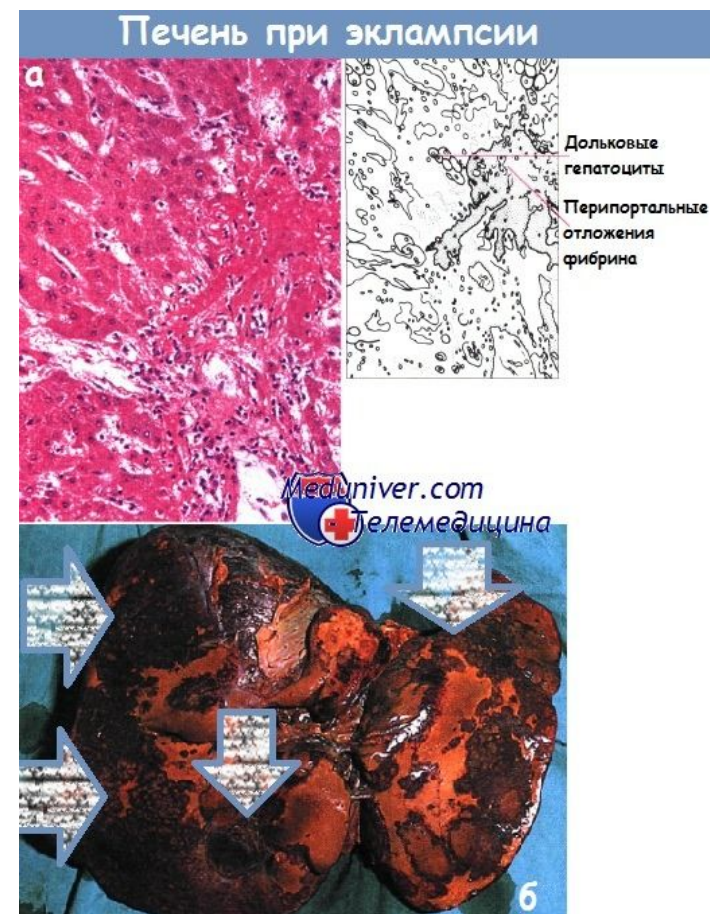 Печень при эклампсии
а
Дольковые
гепатоциты
Перипортальные
отложения
фибрина
Meduniver.com
Телемедицина
б